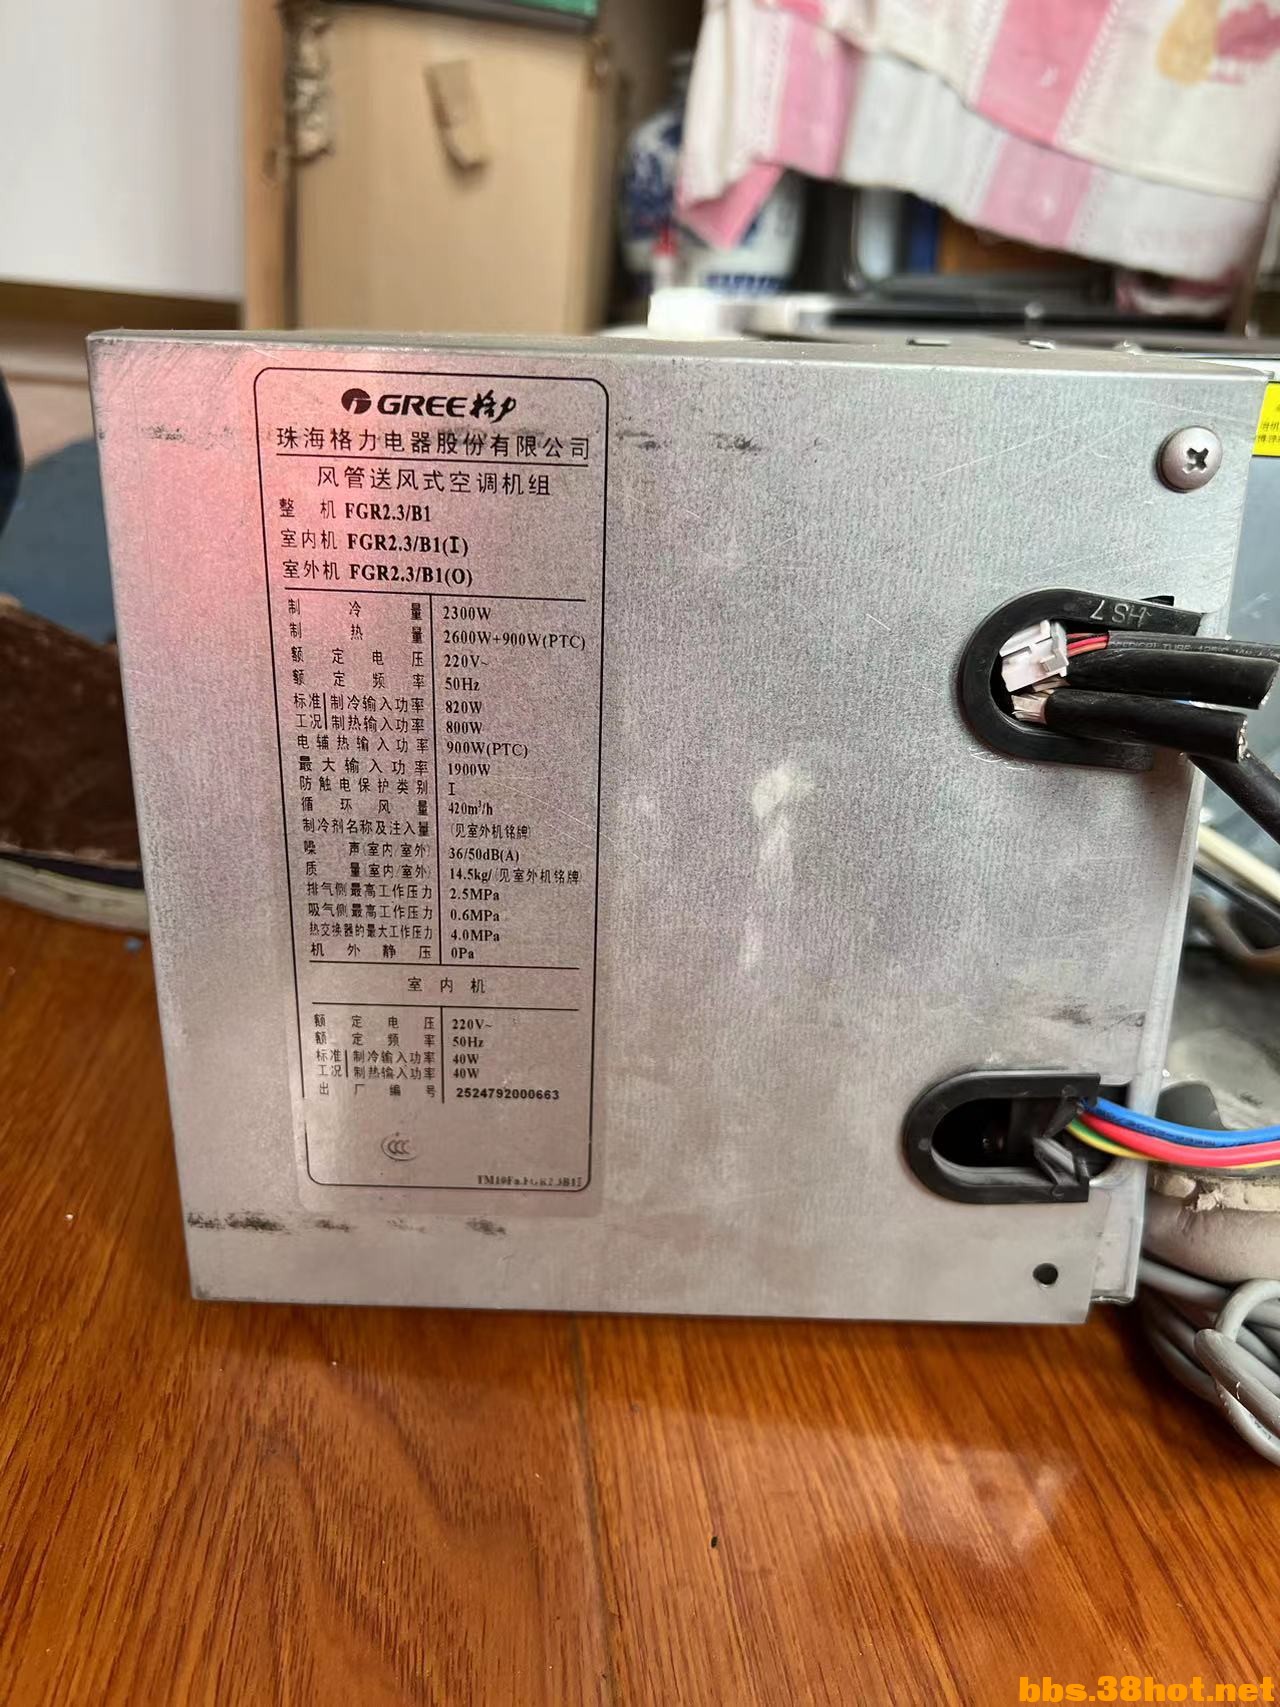 GREE格力
珠海格力电器股份有限公司
风管送风式空调机组
整 机 FGR2.3/B1
室内机 FGR2.3/B1(I)
室外机 FGR2.3/B1(O)
制冷量 2300W
制热量 2600W+900W(PTC)
额定电压 220V~
额定频率 50Hz
标准工况 制冷输入功率 820W
制热输入功率 800W
电辅热输入功率 900W(PTC)
最大输入功率 1900W
防触电保护类别 I
循环风量 420m³/h
制冷剂名称及注入量 (见室外机铭牌)
噪声(室内/室外) 36/50dB(A)
质量(室内/室外) 14.5kg/(见室外机铭牌)
排气侧最高工作压力 2.5MPa
吸气侧最高工作压力 0.6MPa
热交换器的最大工作压力 4.0MPa
机外静压 0Pa
室内机
额定电压 220V~
额定频率 50Hz
标准工况 制冷输入功率 40W
制热输入功率 40W
出厂编号 2524792000663
CCC
HS7
bbs.38hot.net